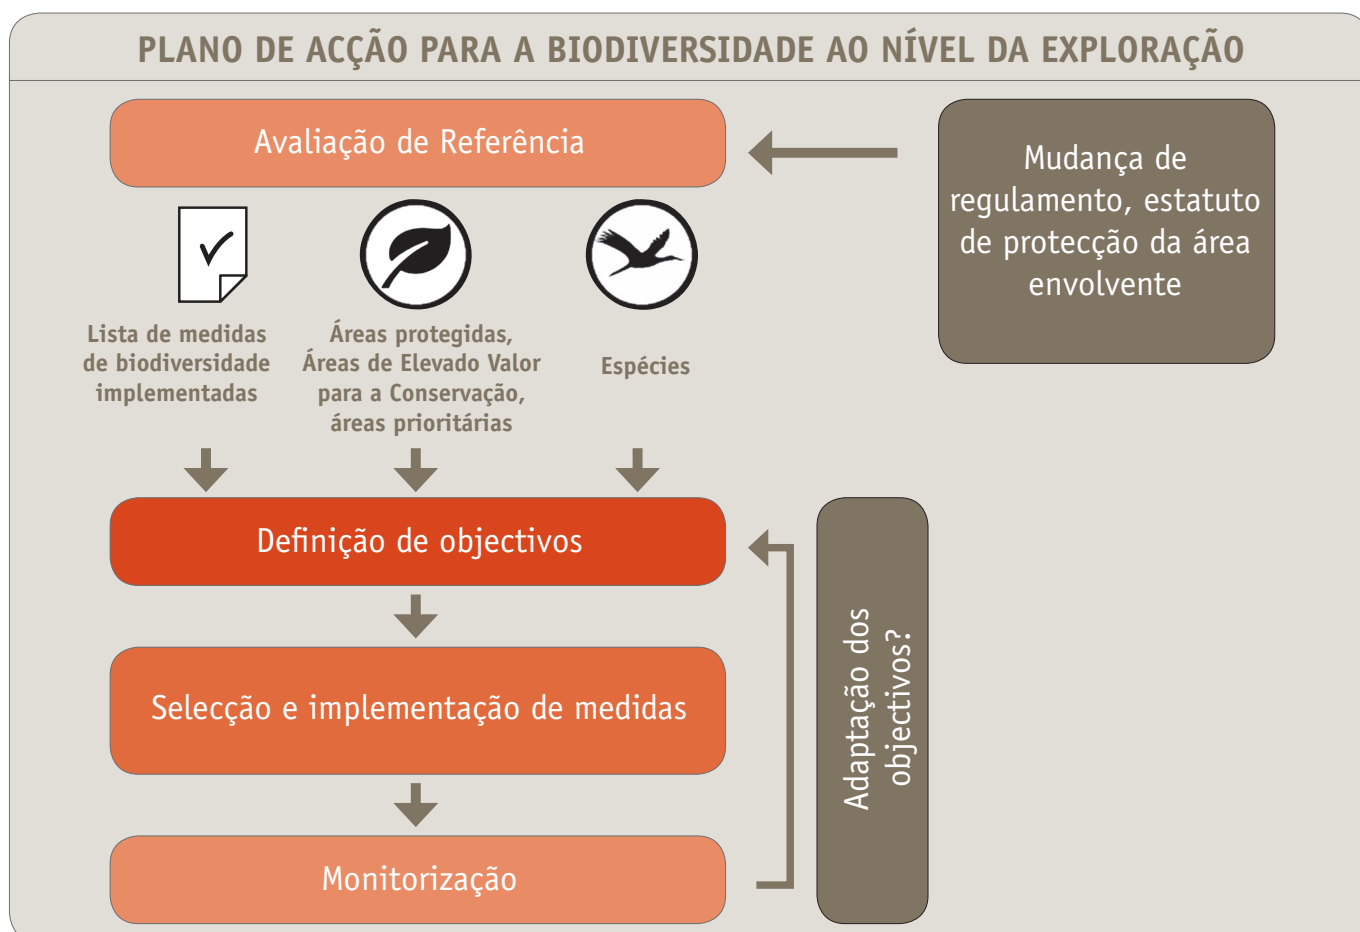 PLANO DE ACÇÃO PARA A BIODIVERSIDADE AO NÍVEL DA EXPLORAÇÃO
Avaliação de Referência
Mudança de
regulamento, estatuto
de protecção da área
envolvente
Lista de medidas
de biodiversidade
implementadas
Áreas protegidas,
Áreas de Elevado Valor
para a Conservação,
áreas prioritárias
Espécies
Definição de objectivos
Selecção e implementação de medidas
Monitorização
Adaptação dos
objectivos?